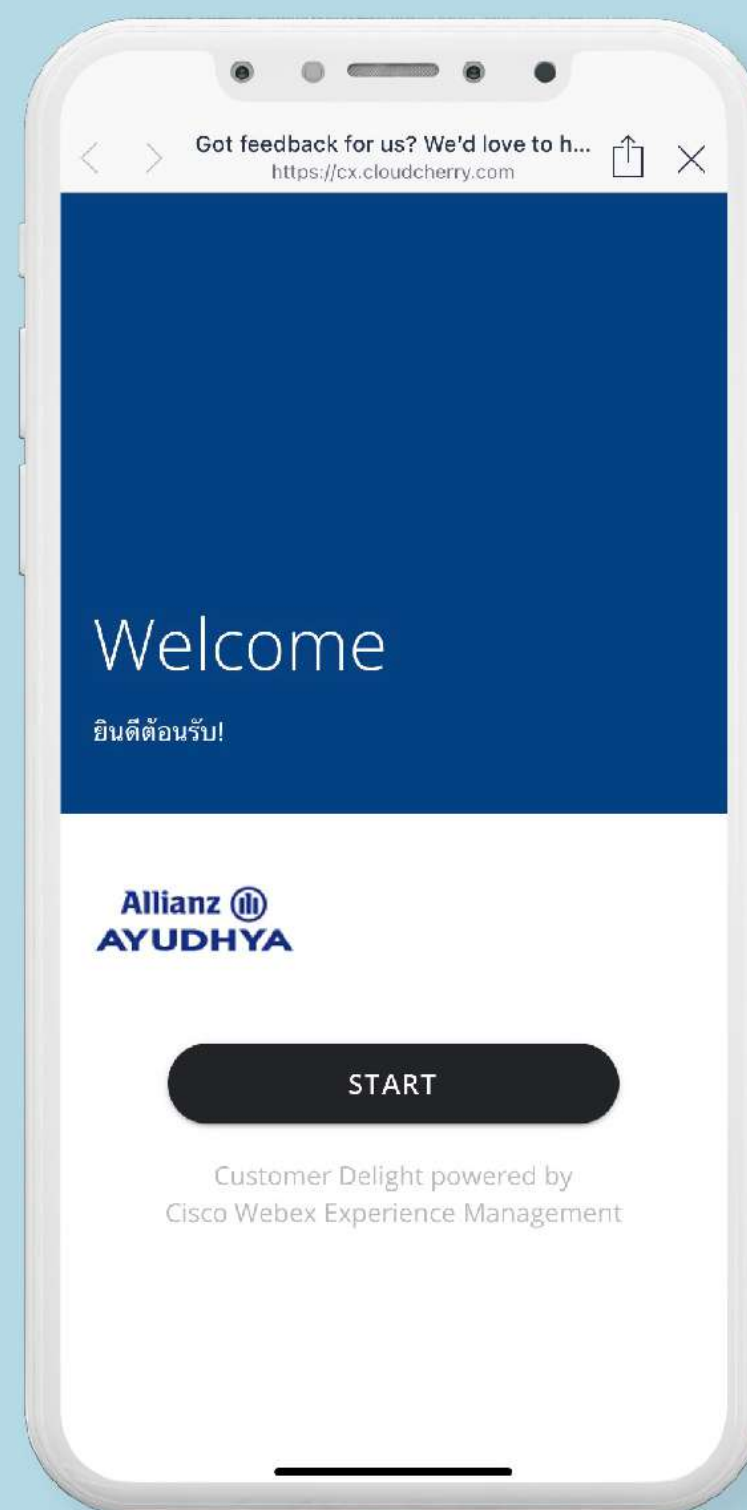 Got feedback for us? We'd love to h...
https://cx.cloudcherry.com
Welcome
ยินดีต้อนรับ!
Allianz
AYUDHYA
START
Customer Delight powered by
Cisco Webex Experience Management